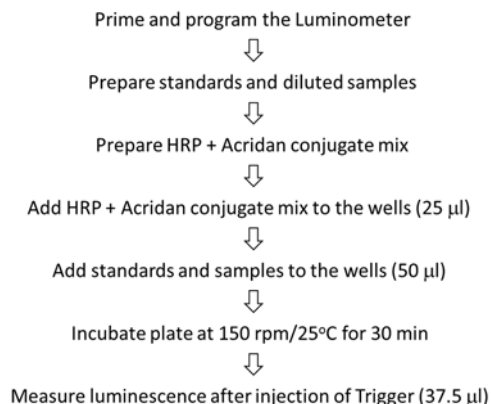 Prime and program the Luminometer
Prepare standards and diluted samples
Prepare HRP + Acridan conjugate mix
Add HRP + Acridan conjugate mix to the wells (25 μl)
Add standards and samples to the wells (50 μl)
Incubate plate at 150 rpm/25°C for 30 min
Measure luminescence after injection of Trigger (37.5 μl)